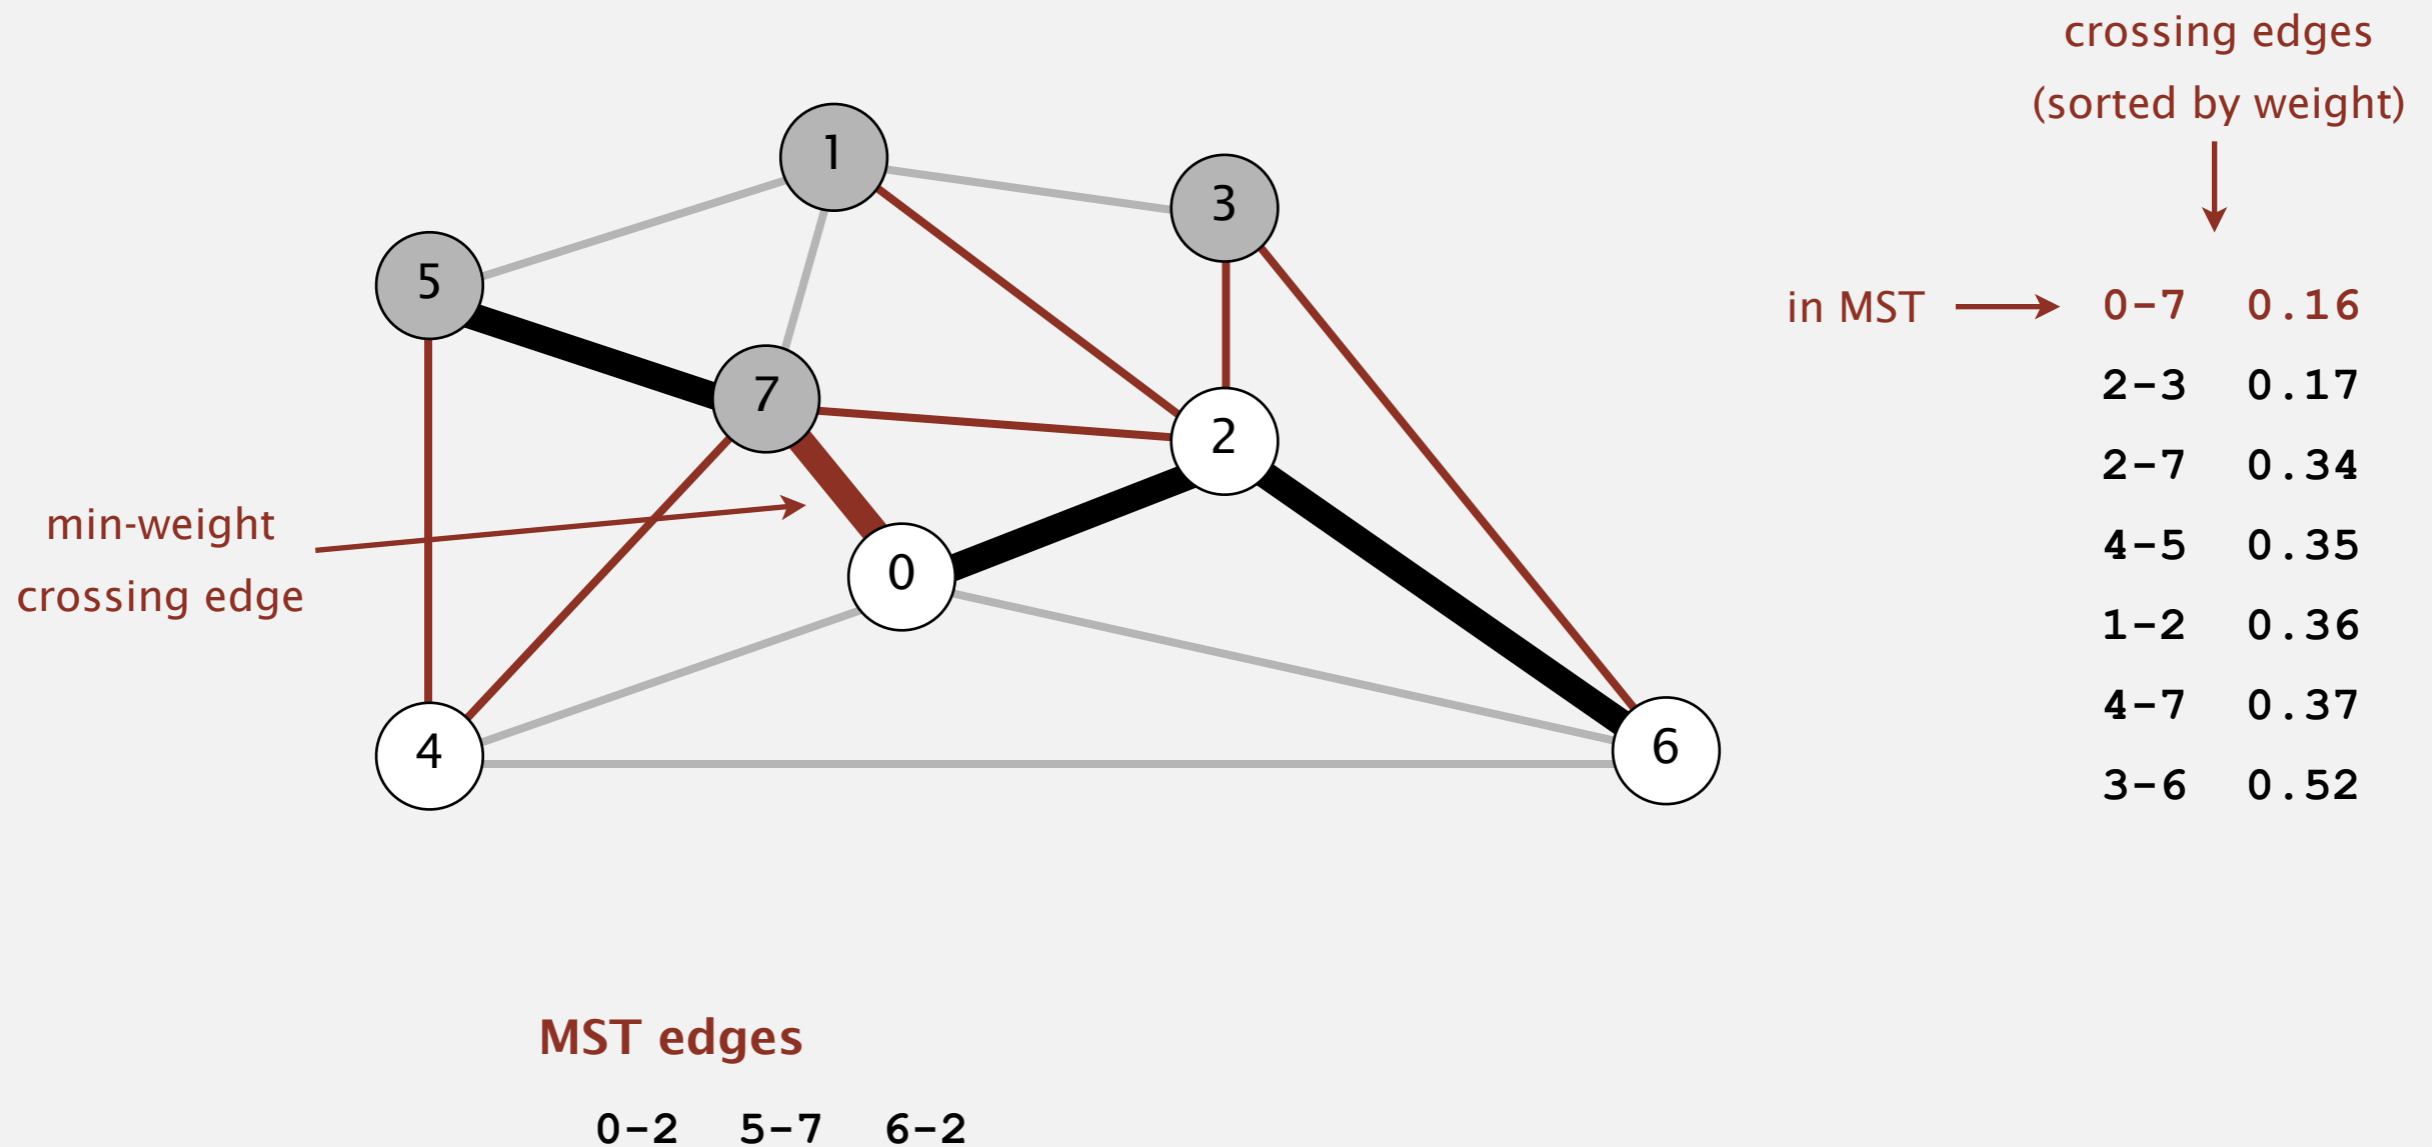 crossing edges
(sorted by weight)
1
3
5
in MST
0-7 0.16
7
2-3 0.17
2
2-7 0.34
min-weight
crossing edge
4-5 0.35
0
1-2 0.36
4
6
4-7 0.37
3-6 0.52
MST edges
0-2 5-7 6-2